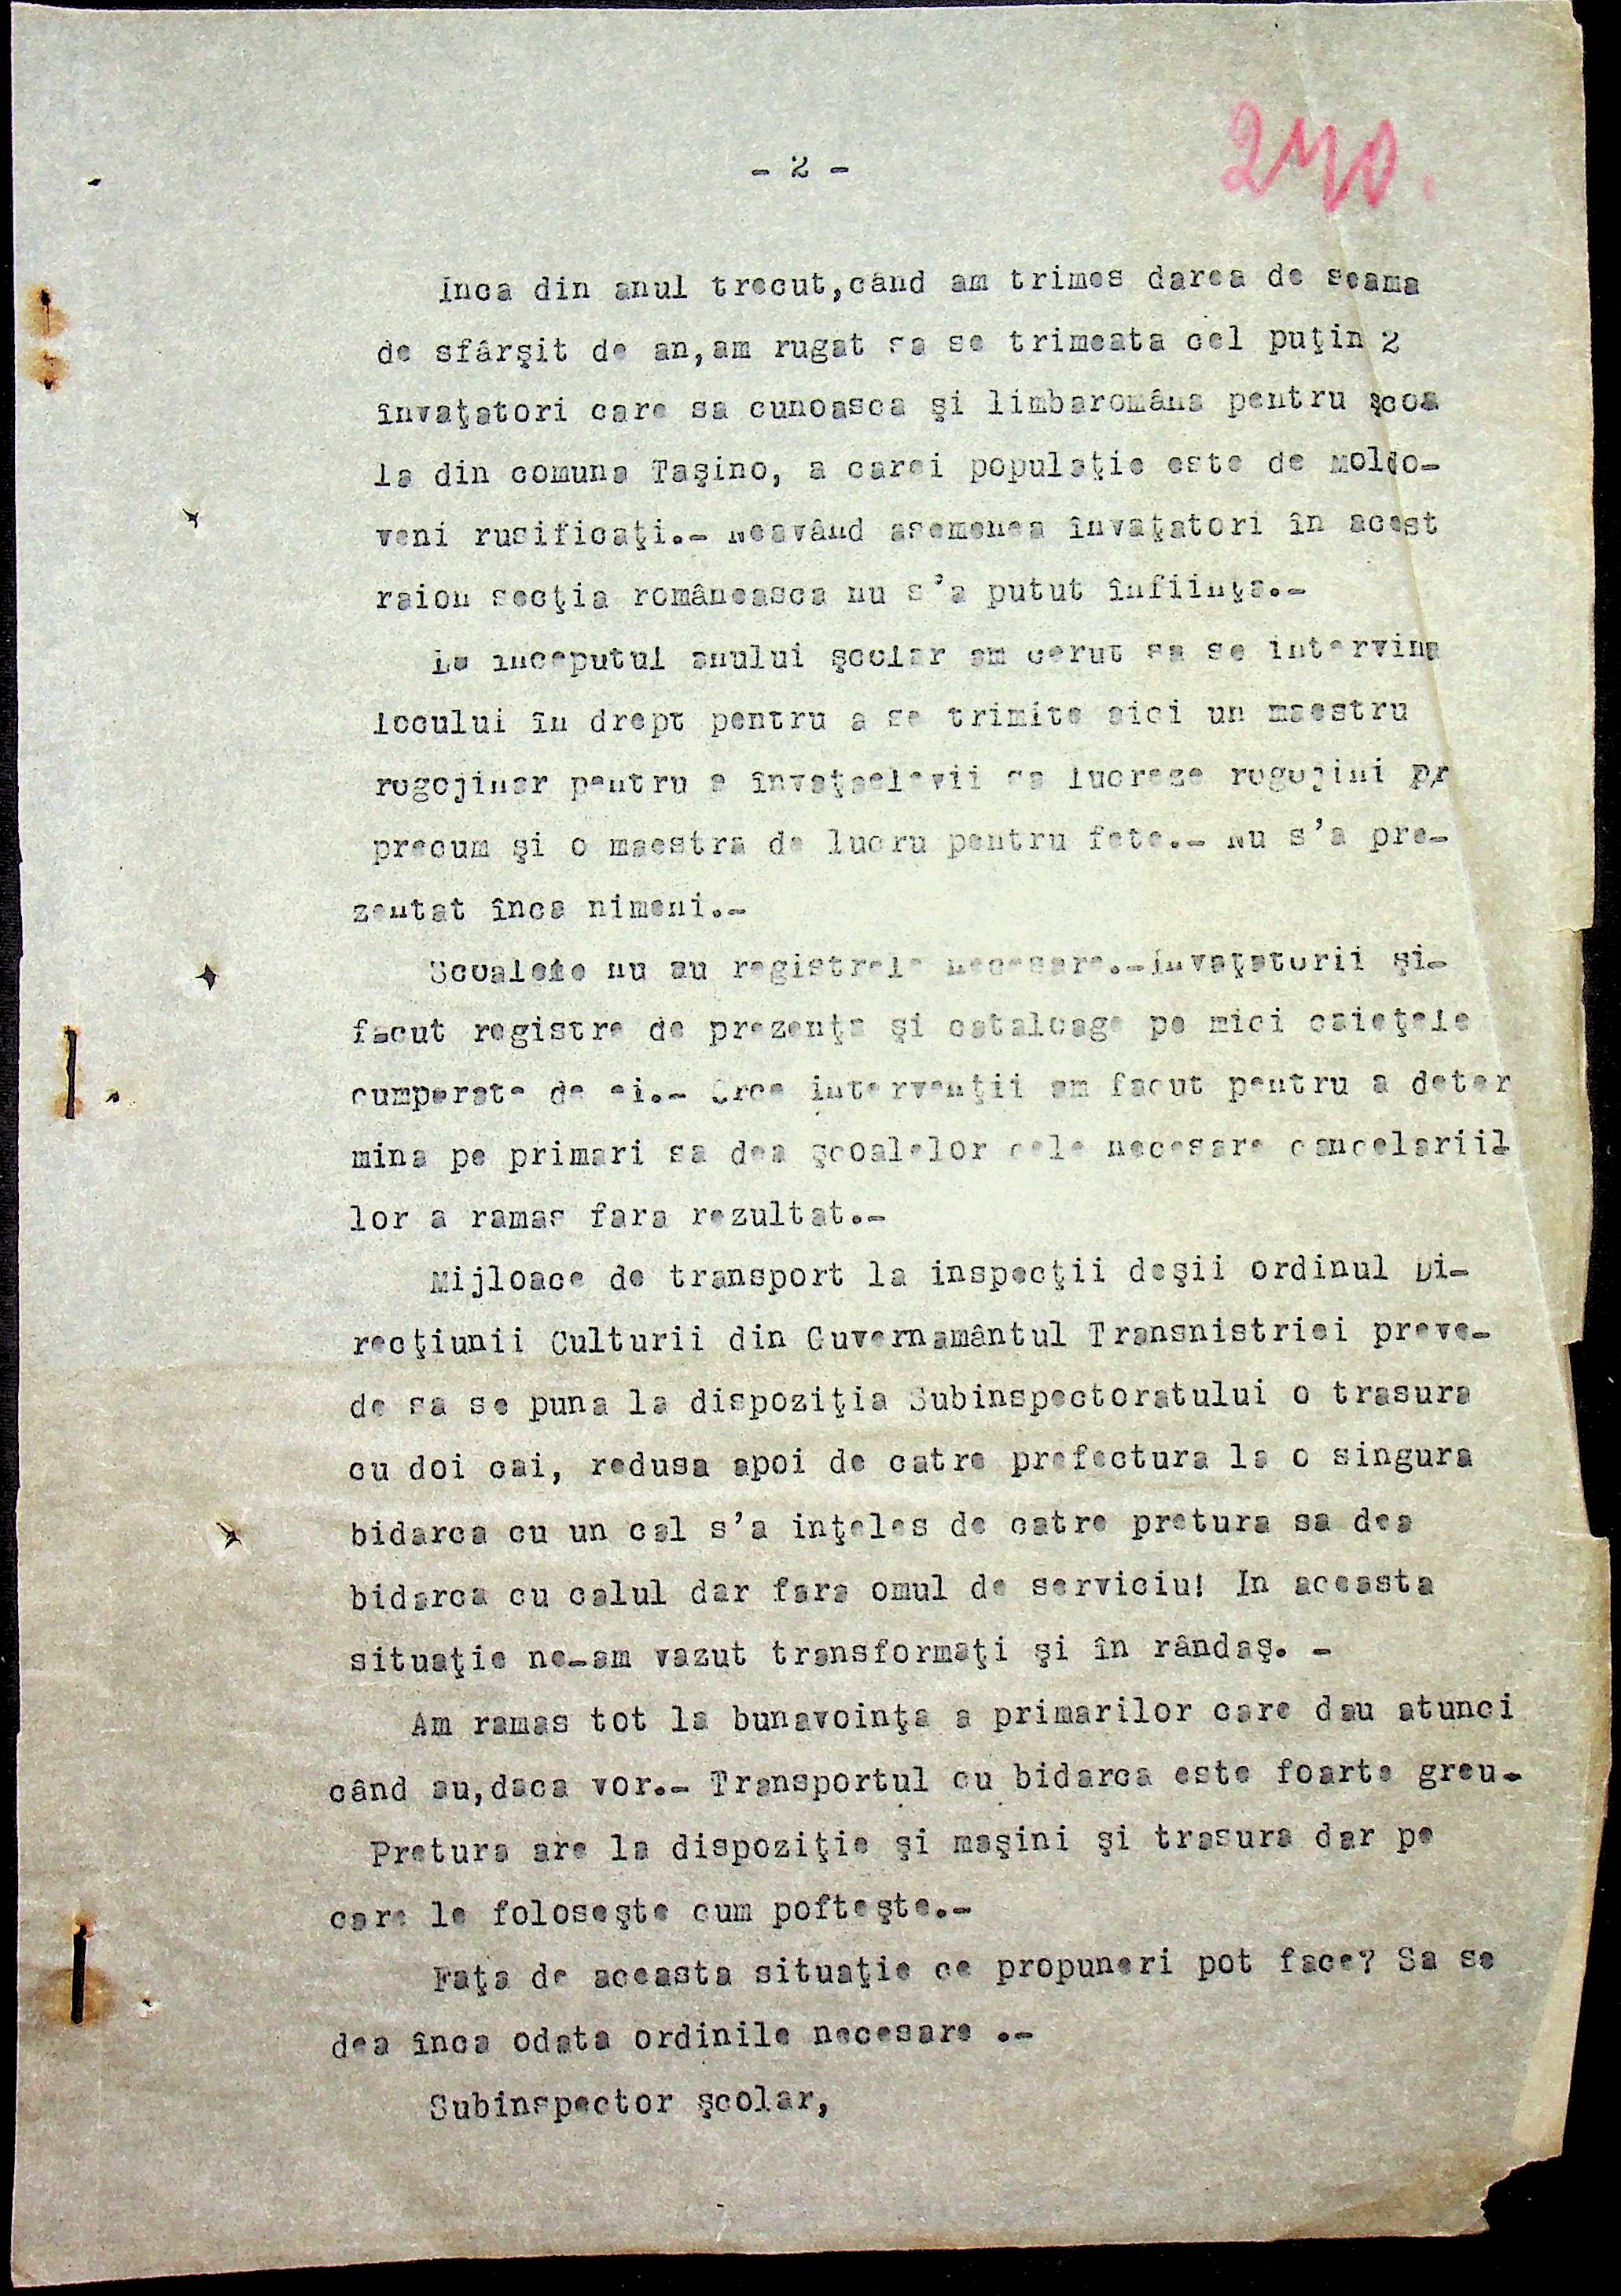 - 2 -
240.
Inca din anul trecut,când am trimes darea de seama
de sfârşit de an,am rugat sa se trimeata cel puţin 2
învaţatori care sa cunoasca şi limbaromâna pentru şcoa
la din comuna Taşino, a carei populaţie este de Moldo-
veni rusificaţi.- Neavând asemenea învaţatori în acest
raion secţia româneasca nu s'a putut înfiinţa.-
La inceputul anului şcolar am cerut sa se intervina
locului în drept pentru a se trimite aici un maestru
rogojinar pentru a învaţaelevii sa lucreze rogojini pr
precum şi o maestra de lucru pentru fete.- Nu s'a pre-
zentat înca nimeni.-
Scoalele nu au registrele necesare.-Invaţatorii şi-
facut registre de prezenţa şi cataloage pe mici caieţele
cumparate de ei.- Orce intervenţii am facut pentru a deter
mina pe primari sa dea şcoalelor cele necesare cancelariil
lor a ramas fara rezultat.-
Mijloace de transport la inspecţii deşii ordinul Di-
recţiunii Culturii din Guvernamântul Transnistriei preve-
de sa se puna la dispoziţia Subinspectoratului o trasura
cu doi cai, redusa apoi de catre prefectura la o singura
bidarca cu un cal s'a inţeles de catre pretura sa dea
bidarca cu calul dar fara omul de serviciu! In aceasta
situaţie ne-am vazut transformaţi şi în rândaş. -
Am ramas tot la bunavoinţa a primarilor care dau atunci
când au,daca vor.- Transportul cu bidarca este foarte greu-
Pretura are la dispoziţie şi maşini şi trasura dar pe
care le foloseşte cum pofteşte.-
Faţa de aceasta situaţie ce propuneri pot face? Sa se
dea înca odata ordinile necesare .-
Subinspector şcolar,